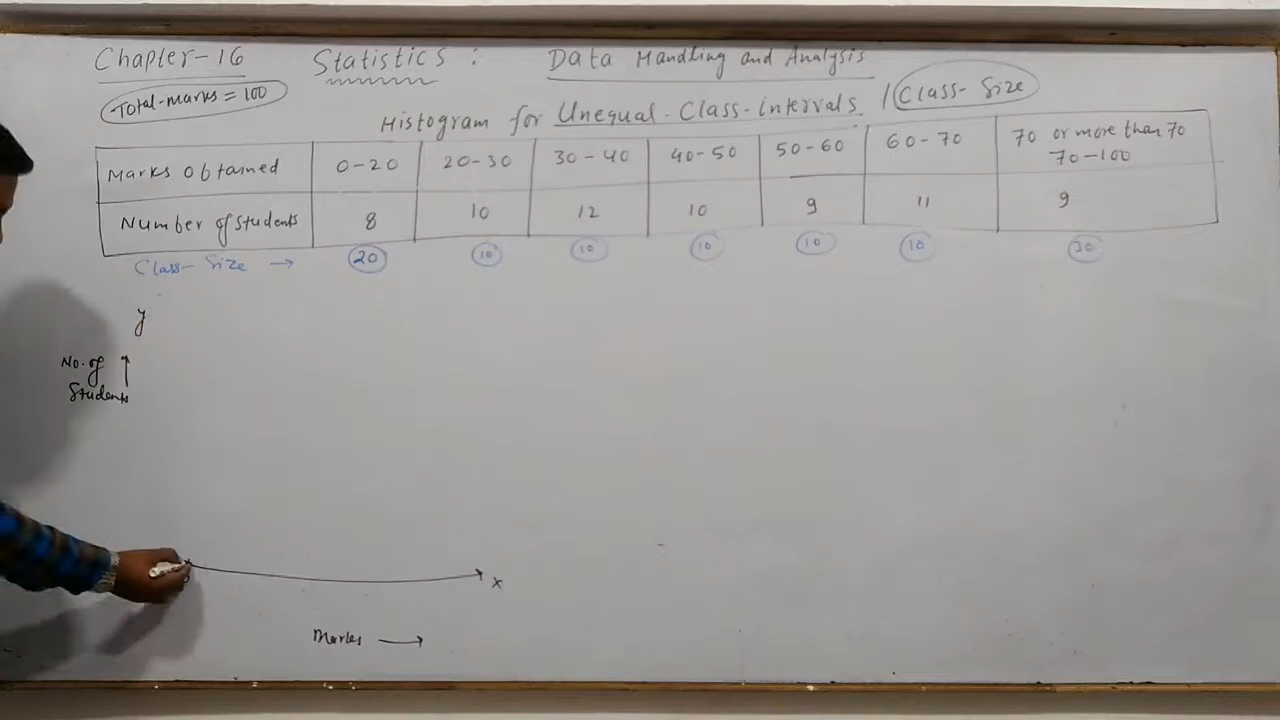 Chapter-16 Statistics : Data Handling and Analysis
Total-marks = 100
Histogram for Unequal-Class-intervals / Class-Size
Marks Obtained 0-20 20-30 30-40 40-50 50-60 60-70 70 or more than 70
70-100
Number of students 8 10 12 10 9 11 9
Class-Size → 20 10 10 10 10 10 30
y
No. of
Students
x
Marks